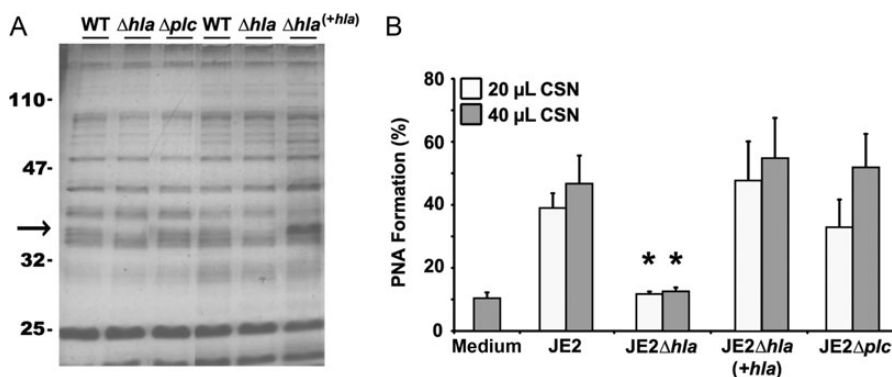 A
WT Δhla Δplc WT Δhla Δhla(+hla)
110-
47-
32-
25-
B
PNA Formation (%)
80
60
40
20
0
20 µL CSN
40 µL CSN
* *
Medium JE2 JE2Δhla JE2Δhla JE2Δplc
(+hla)